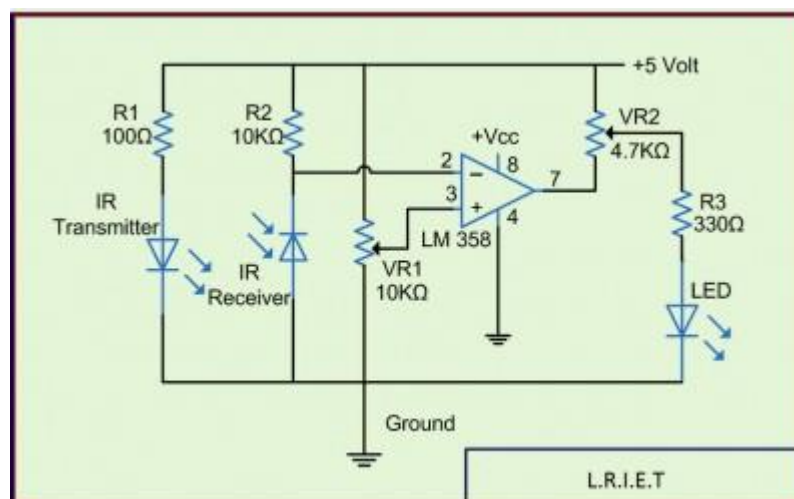 +5 Volt
R1
100Ω
R2
10KΩ
VR2
4.7KΩ
+Vcc
2
8
3
7
4
LM 358
R3
330Ω
IR
Transmitter
IR
Receiver
VR1
10KΩ
LED
Ground
L.R.I.E.T